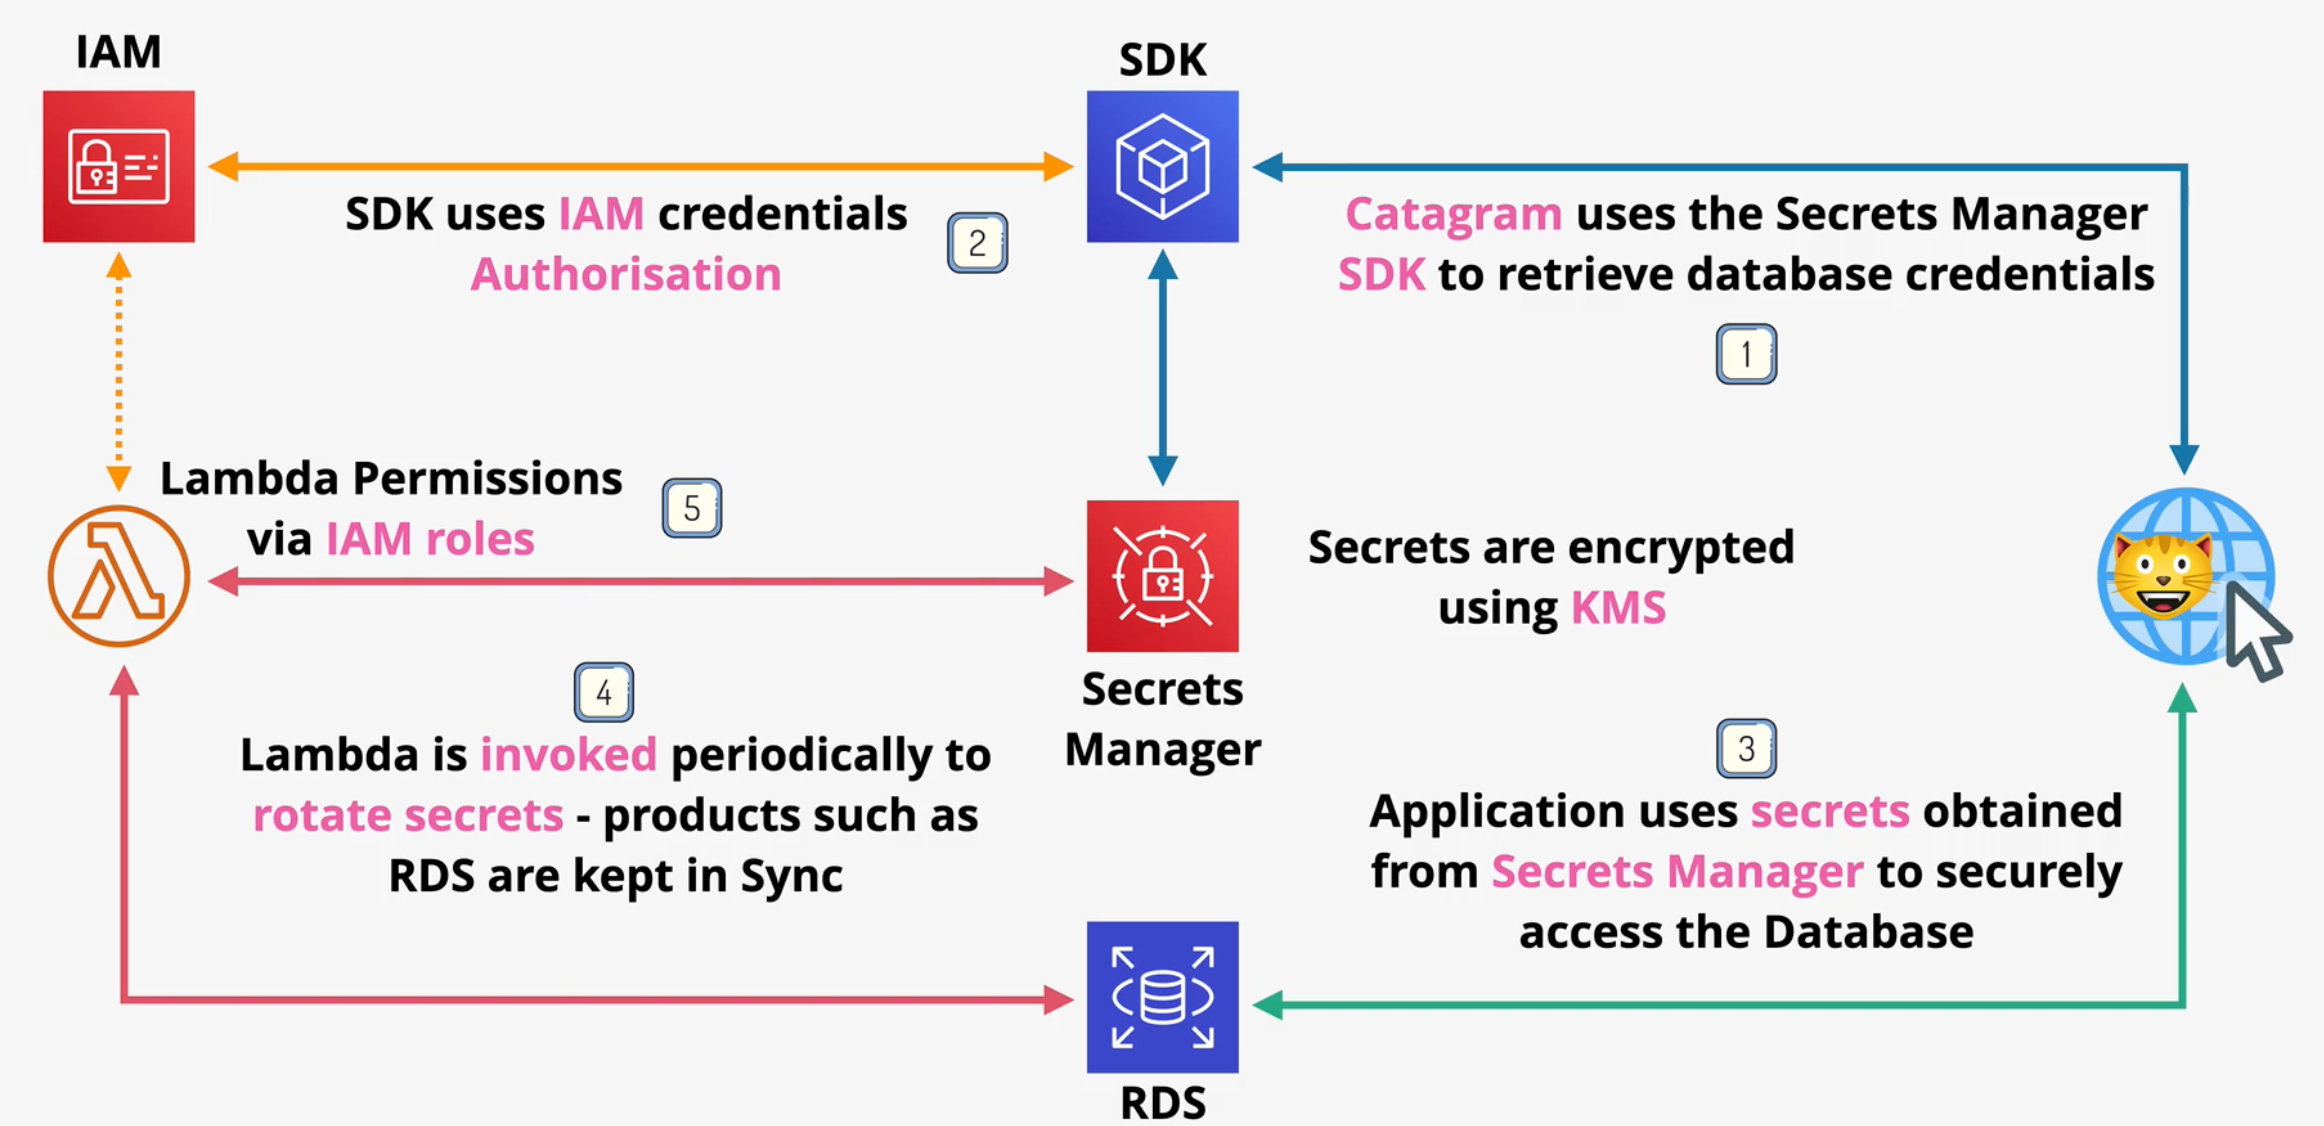 IAM
SDK
SDK uses IAM credentials
Authorisation
2
Catagram uses the Secrets Manager
SDK to retrieve database credentials
1
Lambda Permissions
via IAM roles
5
Secrets are encrypted
using KMS
Secrets
Manager
4
Lambda is invoked periodically to
rotate secrets - products such as
RDS are kept in Sync
3
Application uses secrets obtained
from Secrets Manager to securely
access the Database
RDS